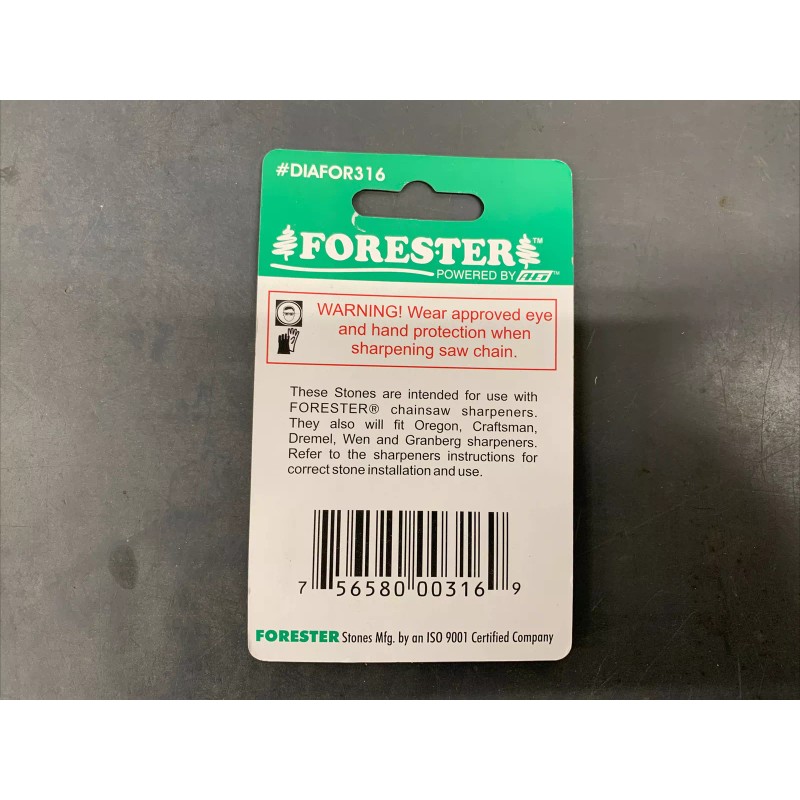 #DIAFOR316
FORESTER™
POWERED BY ™
WARNING! Wear approved eye
and hand protection when
sharpening saw chain.
These Stones are intended for use with
FORESTER® chainsaw sharpeners.
They also will fit Oregon, Craftsman,
Dremel, Wen and Granberg sharpeners.
Refer to the sharpeners instructions for
correct stone installation and use.
7 56580 00316 9
FORESTER Stones Mfg. by an ISO 9001 Certified Company